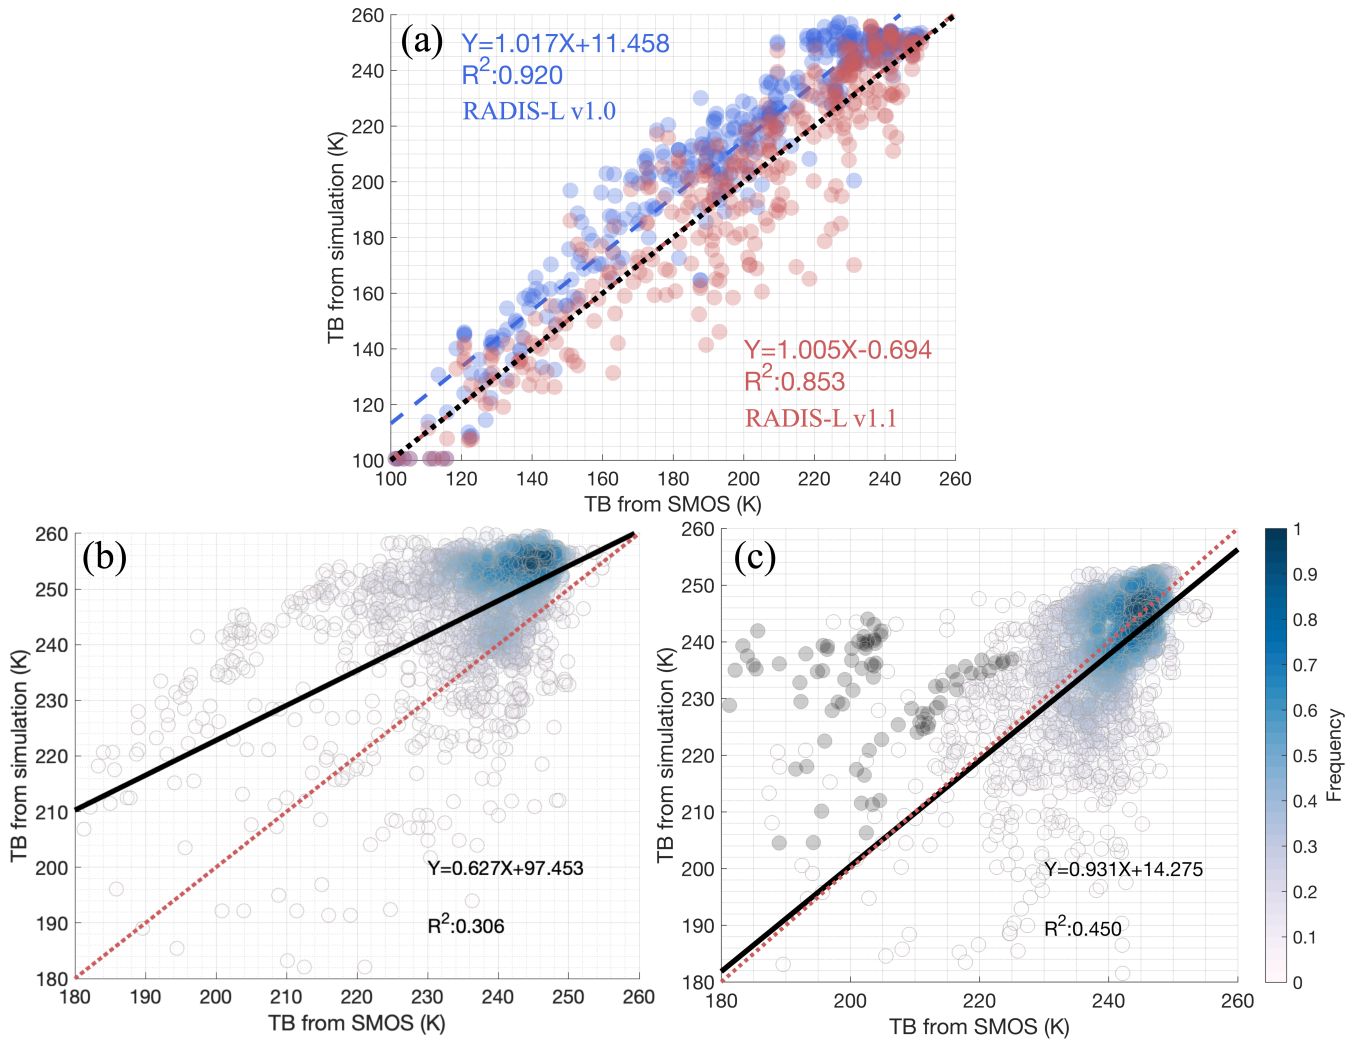 (a)
Y=1.017X+11.458
R²:0.920
RADIS-L v1.0
Y=1.005X-0.694
R²:0.853
RADIS-L v1.1
TB from simulation (K)
260
240
220
200
180
160
140
120
100
100 120 140 160 180 200 220 240 260
TB from SMOS (K)
(b)
TB from simulation (K)
260
250
240
230
220
210
200
190
180
Y=0.627X+97.453
R²:0.306
180 190 200 210 220 230 240 250 260
TB from SMOS (K)
(c)
TB from simulation (K)
260
250
240
230
220
210
200
190
180
Y=0.931X+14.275
R²:0.450
180 200 220 240 260
TB from SMOS (K)
1
0.9
0.8
0.7
0.6
0.5
0.4
0.3
0.2
0.1
0
Frequency